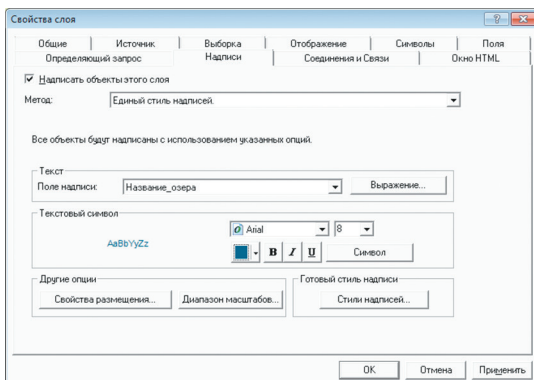 Свойства слоя
Общие Источник Выборка Отображение Символы Поля
Определяющий запрос Надписи Соединения и Связи Окно HTML
Надписать объекты этого слоя
Метод: Единый стиль надписей.
Все объекты будут надписаны с использованием указанных опций.
Текст
Поле надписи: Название_озера Выражение...
Текстовый символ
AaBbYyZz Arial 8
B I U Символ
Другие опции Готовый стиль надписи
Свойства размещения... Диапазон масштабов... Стили надписей...
OK Отмена Применить